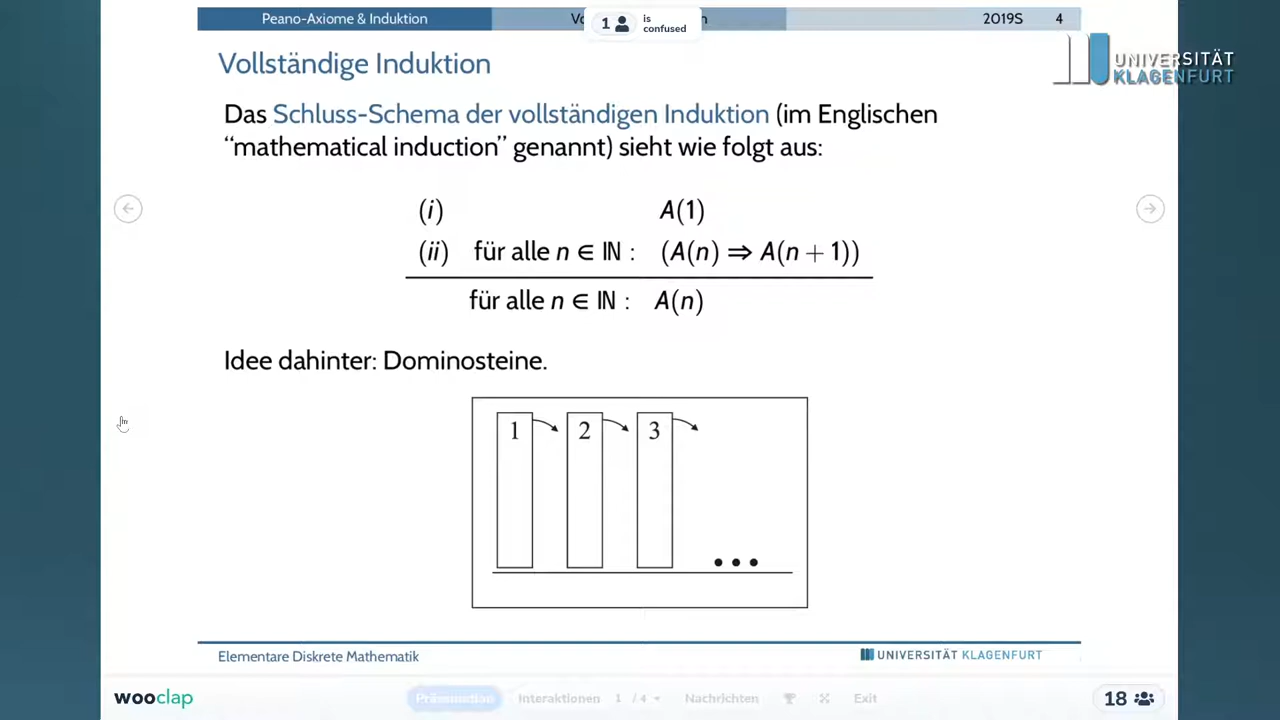 Peano-Axiome & Induktion
2019S 4
1 is confused
UNIVERSITÄT
KLAGENFURT
Vollständige Induktion
Das Schluss-Schema der vollständigen Induktion (im Englischen
“mathematical induction” genannt) sieht wie folgt aus:
(i) A(1)
(ii) für alle n ∈ ℕ : (A(n) ⇒ A(n + 1))
für alle n ∈ ℕ : A(n)
Idee dahinter: Dominosteine.
1 2 3
Elementare Diskrete Mathematik
UNIVERSITÄT KLAGENFURT
wooclap
Präsentation Interaktionen 1 / 4 Nachrichten Exit
18